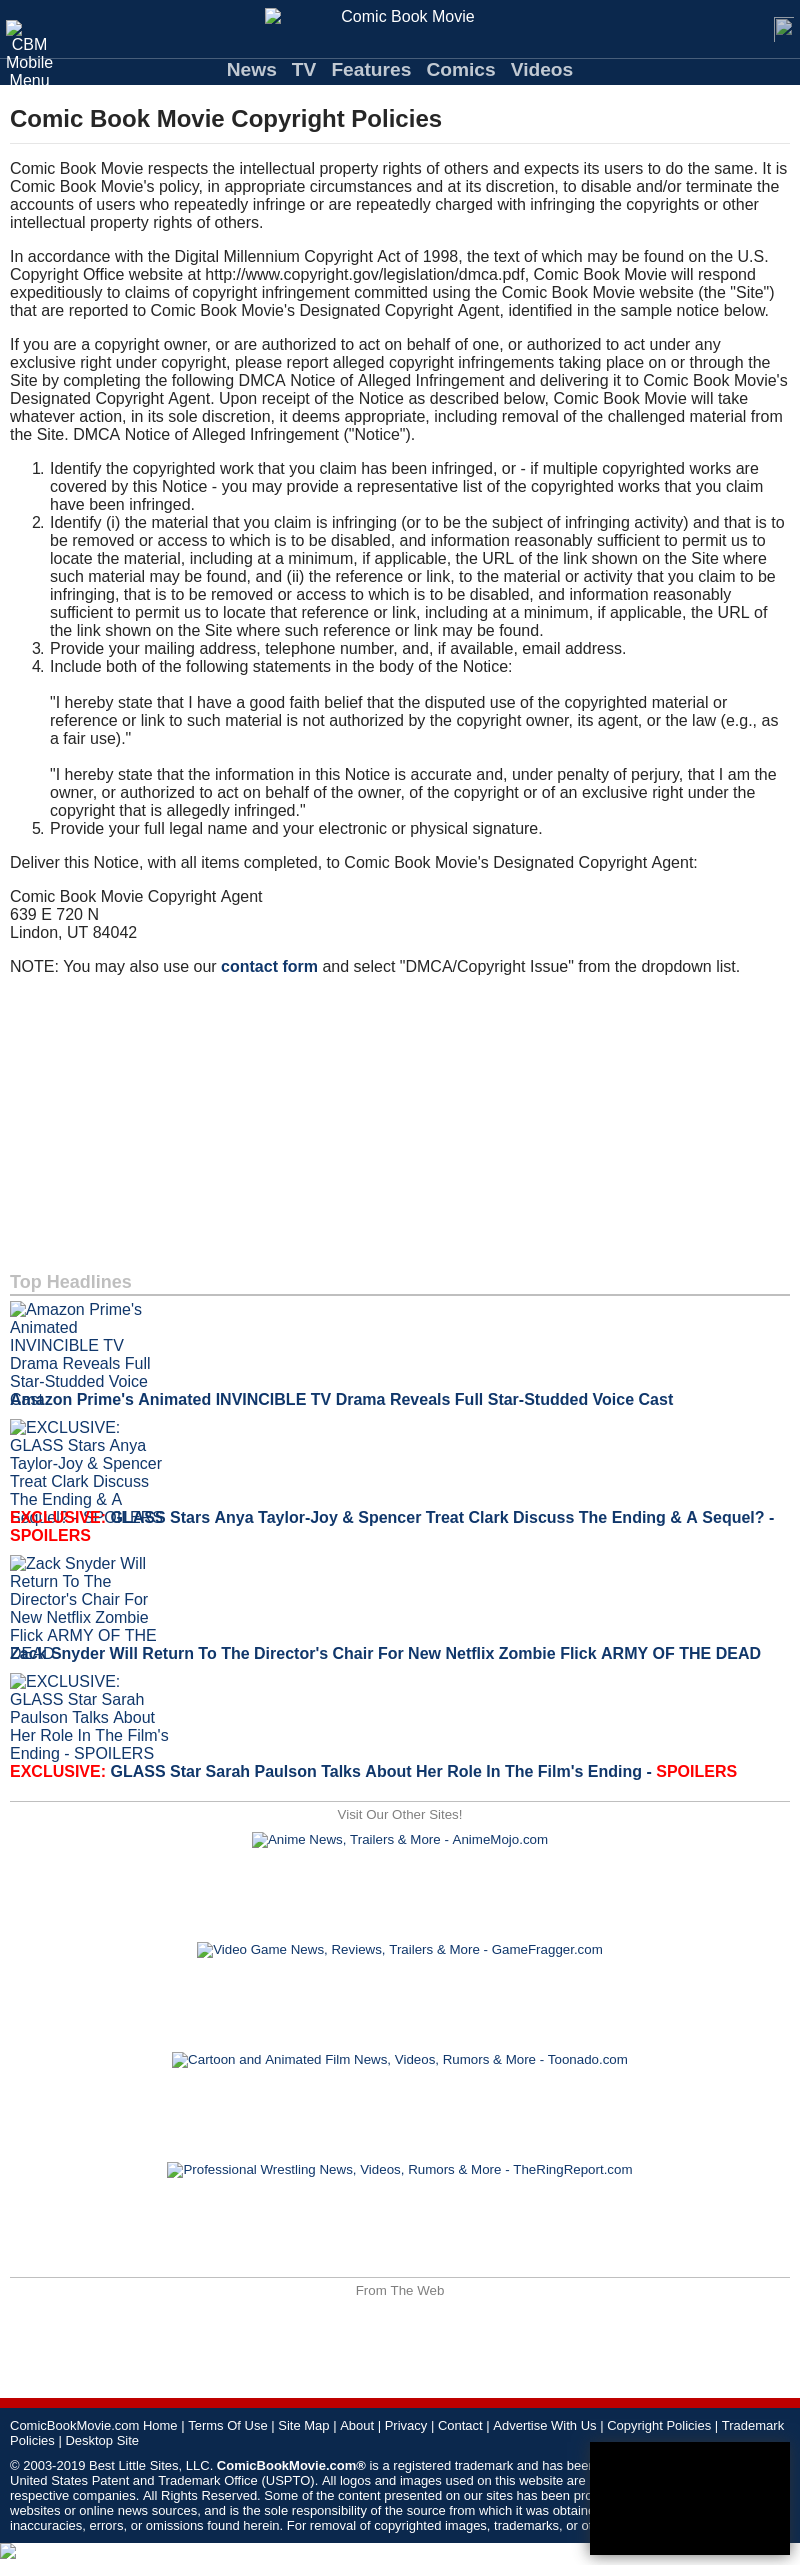 Comic Book Movie
CBM
Mobile
Menu
News TV Features Comics Videos
Comic Book Movie Copyright Policies
Comic Book Movie respects the intellectual property rights of others and expects its users to do the same. It is
Comic Book Movie's policy, in appropriate circumstances and at its discretion, to disable and/or terminate the
accounts of users who repeatedly infringe or are repeatedly charged with infringing the copyrights or other
intellectual property rights of others.
In accordance with the Digital Millennium Copyright Act of 1998, the text of which may be found on the U.S.
Copyright Office website at http://www.copyright.gov/legislation/dmca.pdf, Comic Book Movie will respond
expeditiously to claims of copyright infringement committed using the Comic Book Movie website (the "Site")
that are reported to Comic Book Movie's Designated Copyright Agent, identified in the sample notice below.
If you are a copyright owner, or are authorized to act on behalf of one, or authorized to act under any
exclusive right under copyright, please report alleged copyright infringements taking place on or through the
Site by completing the following DMCA Notice of Alleged Infringement and delivering it to Comic Book Movie's
Designated Copyright Agent. Upon receipt of the Notice as described below, Comic Book Movie will take
whatever action, in its sole discretion, it deems appropriate, including removal of the challenged material from
the Site. DMCA Notice of Alleged Infringement ("Notice").
1. Identify the copyrighted work that you claim has been infringed, or - if multiple copyrighted works are
covered by this Notice - you may provide a representative list of the copyrighted works that you claim
have been infringed.
2. Identify (i) the material that you claim is infringing (or to be the subject of infringing activity) and that is to
be removed or access to which is to be disabled, and information reasonably sufficient to permit us to
locate the material, including at a minimum, if applicable, the URL of the link shown on the Site where
such material may be found, and (ii) the reference or link, to the material or activity that you claim to be
infringing, that is to be removed or access to which is to be disabled, and information reasonably
sufficient to permit us to locate that reference or link, including at a minimum, if applicable, the URL of
the link shown on the Site where such reference or link may be found.
3. Provide your mailing address, telephone number, and, if available, email address.
4. Include both of the following statements in the body of the Notice:
"I hereby state that I have a good faith belief that the disputed use of the copyrighted material or
reference or link to such material is not authorized by the copyright owner, its agent, or the law (e.g., as
a fair use)."
"I hereby state that the information in this Notice is accurate and, under penalty of perjury, that I am the
owner, or authorized to act on behalf of the owner, of the copyright or of an exclusive right under the
copyright that is allegedly infringed."
5. Provide your full legal name and your electronic or physical signature.
Deliver this Notice, with all items completed, to Comic Book Movie's Designated Copyright Agent:
Comic Book Movie Copyright Agent
639 E 720 N
Lindon, UT 84042
NOTE: You may also use our contact form and select "DMCA/Copyright Issue" from the dropdown list.
Top Headlines
Amazon Prime's
Animated
INVINCIBLE TV
Drama Reveals Full
Star-Studded Voice
Cast
Amazon Prime's Animated INVINCIBLE TV Drama Reveals Full Star-Studded Voice Cast
EXCLUSIVE:
GLASS Stars Anya
Taylor-Joy & Spencer
Treat Clark Discuss
The Ending & A
Sequel? - SPOILERS
EXCLUSIVE: GLASS Stars Anya Taylor-Joy & Spencer Treat Clark Discuss The Ending & A Sequel? -
SPOILERS
Zack Snyder Will
Return To The
Director's Chair For
New Netflix Zombie
Flick ARMY OF THE
DEAD
Zack Snyder Will Return To The Director's Chair For New Netflix Zombie Flick ARMY OF THE DEAD
EXCLUSIVE:
GLASS Star Sarah
Paulson Talks About
Her Role In The Film's
Ending - SPOILERS
EXCLUSIVE: GLASS Star Sarah Paulson Talks About Her Role In The Film's Ending - SPOILERS
Visit Our Other Sites!
Anime News, Trailers & More - AnimeMojo.com
Video Game News, Reviews, Trailers & More - GameFragger.com
Cartoon and Animated Film News, Videos, Rumors & More - Toonado.com
Professional Wrestling News, Videos, Rumors & More - TheRingReport.com
From The Web
ComicBookMovie.com Home | Terms Of Use | Site Map | About | Privacy | Contact | Advertise With Us | Copyright Policies | Trademark
Policies | Desktop Site
© 2003-2019 Best Little Sites, LLC. ComicBookMovie.com® is a registered trademark and has been
United States Patent and Trademark Office (USPTO). All logos and images used on this website are
respective companies. All Rights Reserved. Some of the content presented on our sites has been
websites or online news sources, and is the sole responsibility of the source from which it was
inaccuracies, errors, or omissions found herein. For removal of copyrighted images, trademarks, or